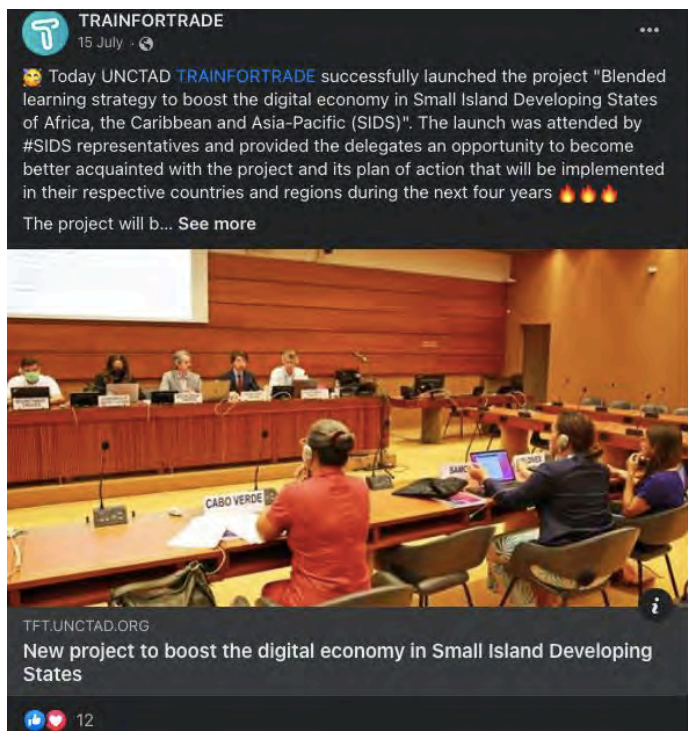 TRAINFORTRADE
15 July
Today UNCTAD TRAINFORTRADE successfully launched the project "Blended
learning strategy to boost the digital economy in Small Island Developing States
of Africa, the Caribbean and Asia-Pacific (SIDS)". The launch was attended by
#SIDS representatives and provided the delegates an opportunity to become
better acquainted with the project and its plan of action that will be implemented
in their respective countries and regions during the next four years
The project will b... See more
CABO VERDE
TFT.UNCTAD.ORG
New project to boost the digital economy in Small Island Developing
States
12